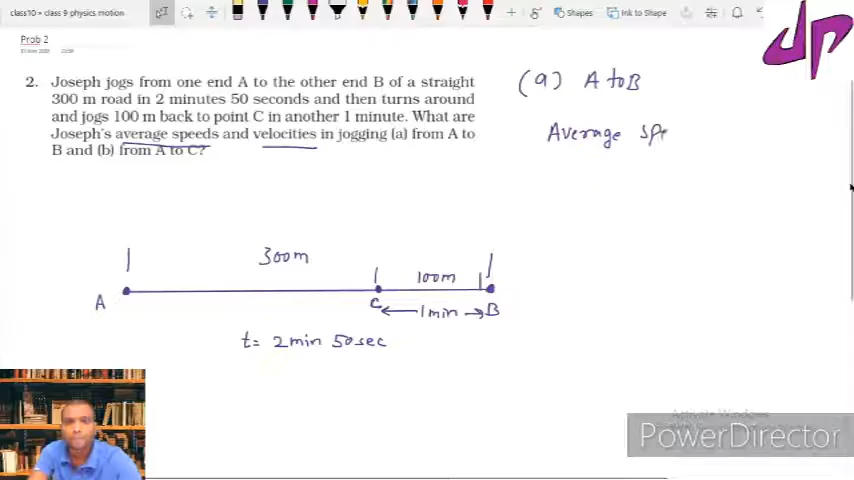 class10 » class 9 physics motion
Shapes
Ink to Shape
Prob 2
2. Joseph jogs from one end A to the other end B of a straight
300 m road in 2 minutes 50 seconds and then turns around
and jogs 100 m back to point C in another 1 minute. What are
Joseph's average speeds and velocities in jogging (a) from A to
B and (b) from A to C?
(a) A to B
Average sp
300m
100m
A
C
1min
B
t= 2min 50sec
dp
Activate Windows
PowerDirector